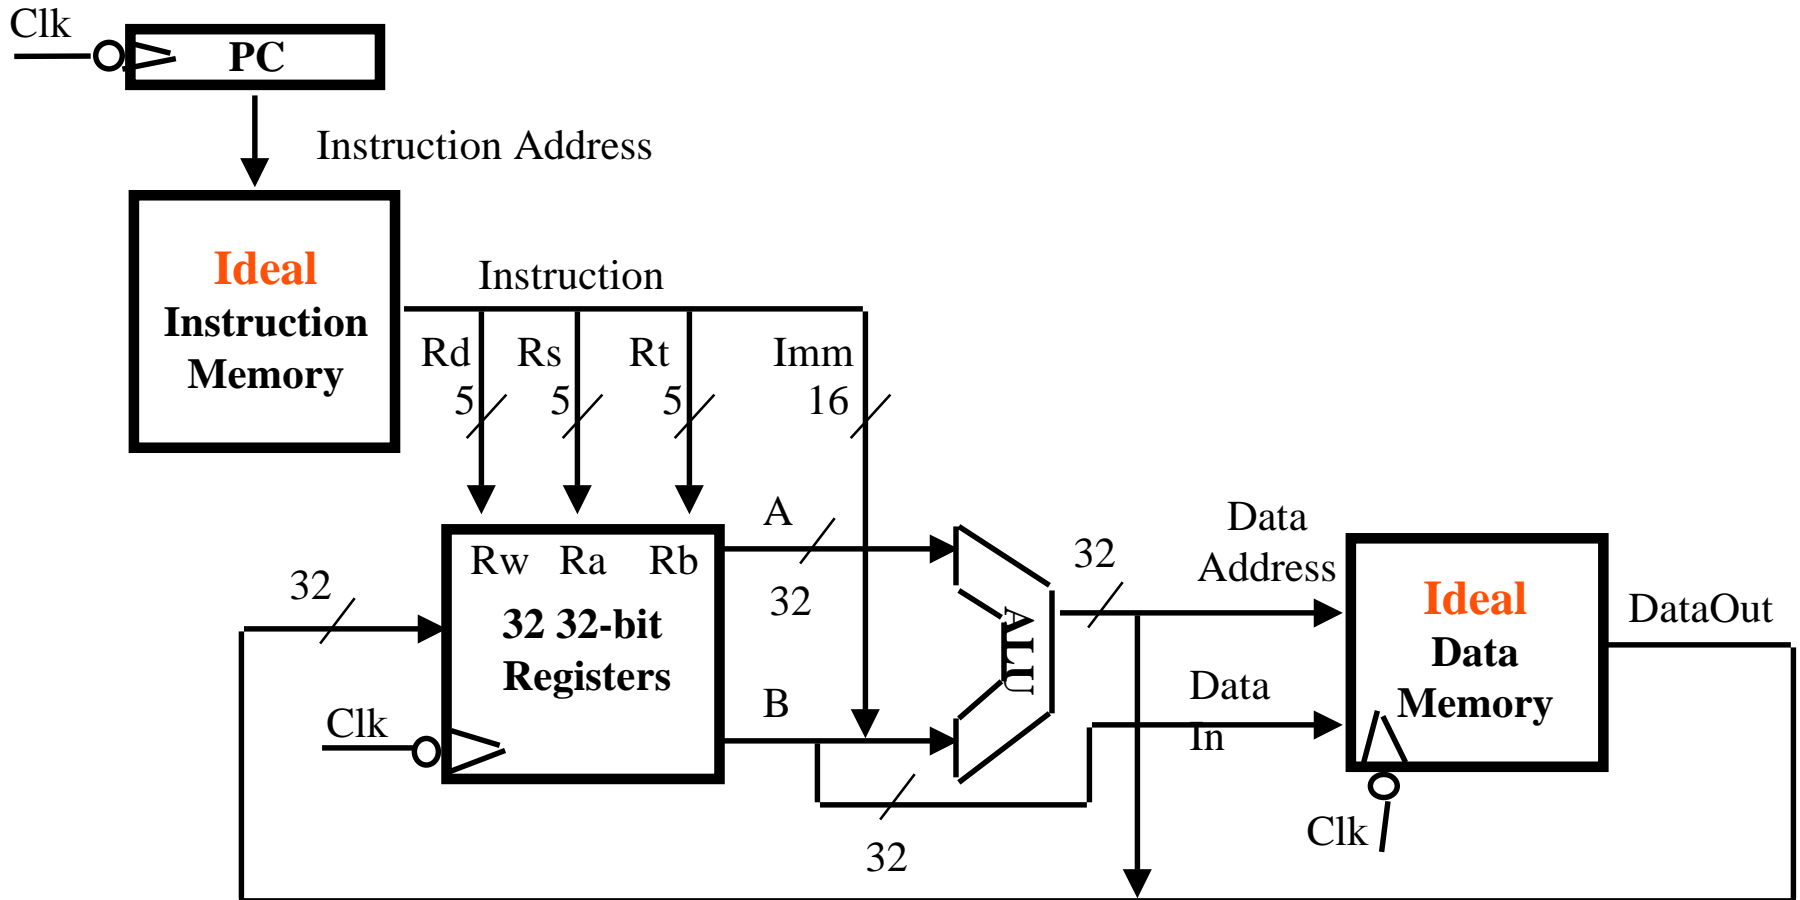 Clk
PC
Instruction Address
Ideal
Instruction
Memory
Instruction
Rd
Rs
Rt
Imm
5
5
5
16
A
32
B
32
Rw Ra Rb
32 32-bit
Registers
32
Clk
ALU
32
Data
Address
Data
In
Ideal
Data
Memory
DataOut
Clk